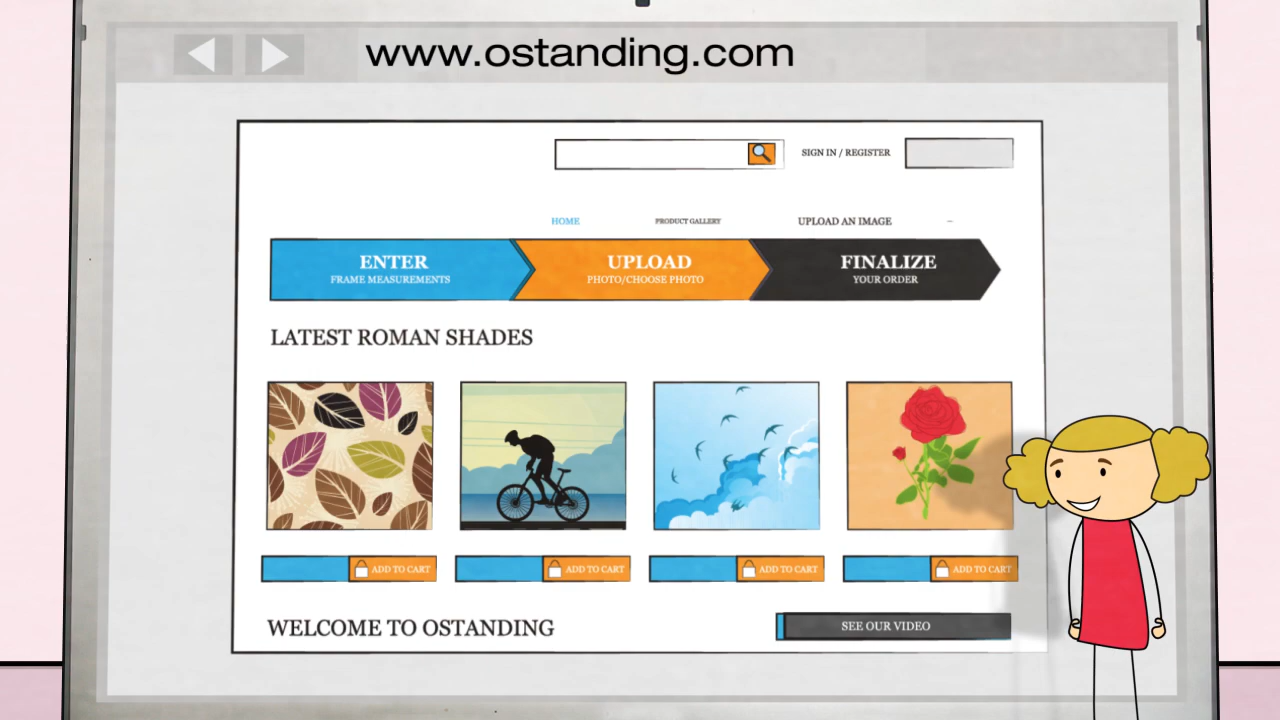 www.ostanding.com
SIGN IN / REGISTER
HOME PRODUCT GALLERY UPLOAD AN IMAGE
ENTER UPLOAD FINALIZE
FRAME MEASUREMENTS PHOTO/CHOOSE PHOTO YOUR ORDER
LATEST ROMAN SHADES
ADD TO CART ADD TO CART ADD TO CART ADD TO CART
WELCOME TO OSTANDING SEE OUR VIDEO